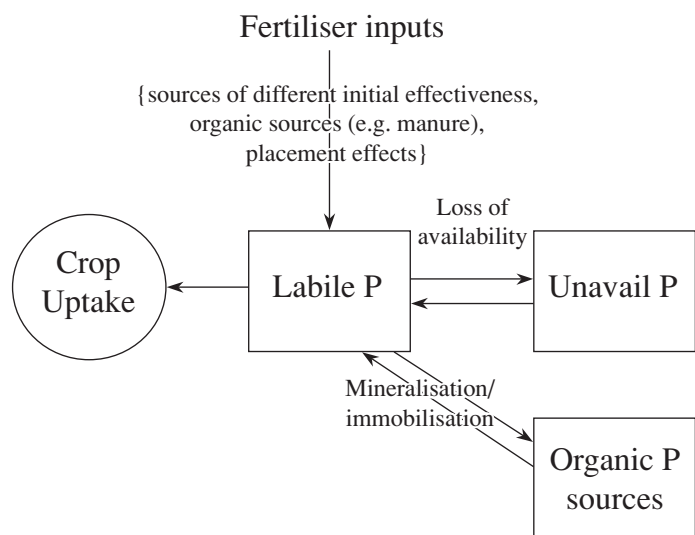 Fertiliser inputs
{sources of different initial effectiveness,
organic sources (e.g. manure),
placement effects}
Loss of
availability
Crop
Uptake
Labile P
Unavail P
Mineralisation/
immobilisation
Organic P
sources